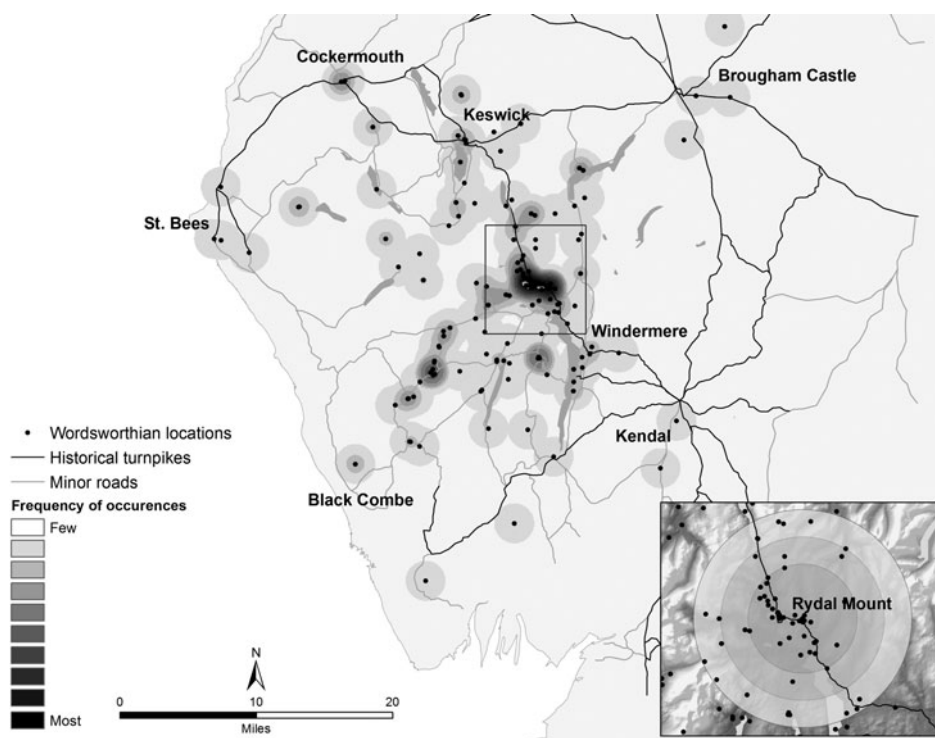 Cockermouth
Brougham Castle
Keswick
St. Bees
Windermere
Kendal
Black Combe
Wordsworthian locations
Historical turnpikes
Minor roads
Frequency of occurences
Few
Most
N
0 10 20
Miles
Rydal Mount